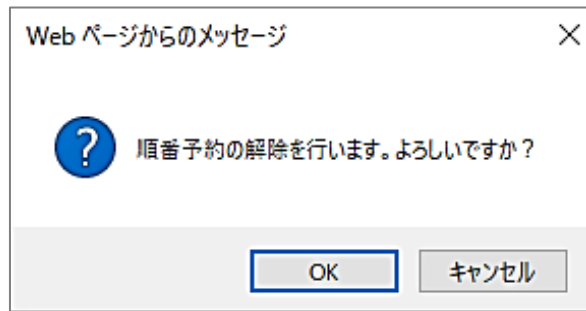 Web ページからのメッセージ
順番予約の解除を行います。よろしいですか？
OK
キャンセル